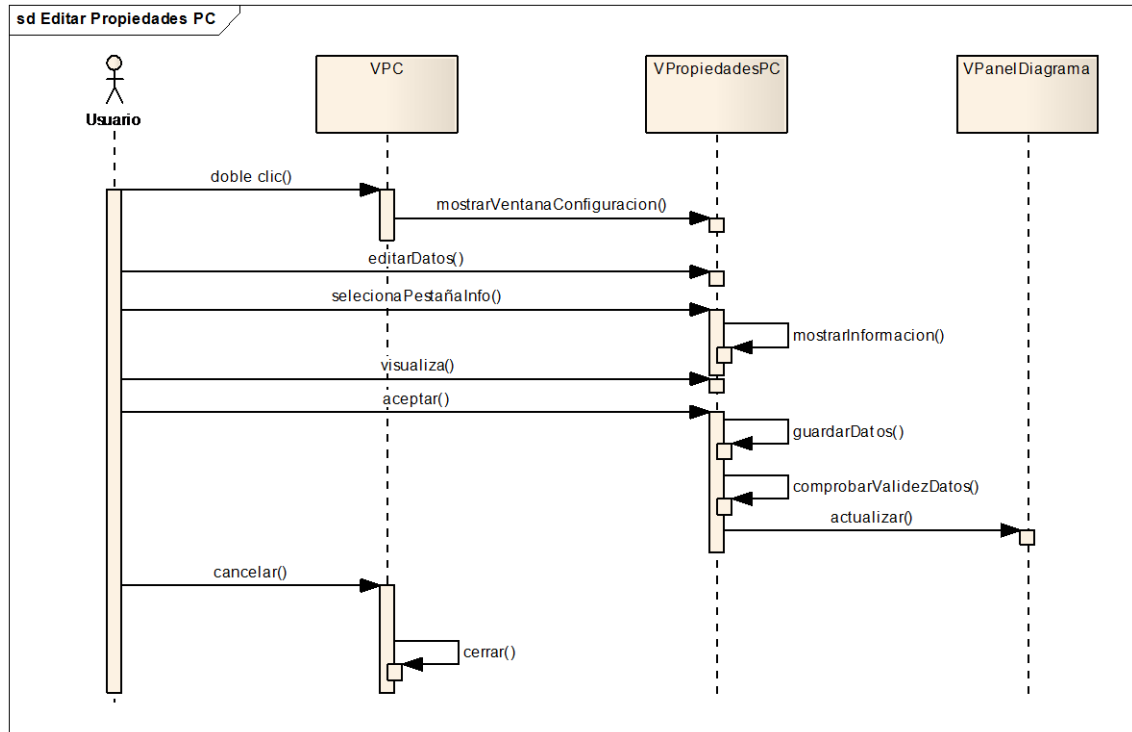 sd Editar Propiedades PC
Usuario
VPC
VPropiedadesPC
VPanelDiagrama
doble clic()
mostrarVentanaConfiguracion()
editarDatos()
selecionaPestañaInfo()
mostrarInformacion()
visualiza()
aceptar()
guardarDatos()
comprobarValidezDatos()
actualizar()
cancelar()
cerrar()